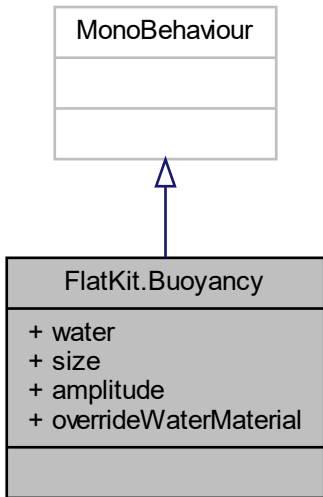 MonoBehaviour
FlatKit.Buoyancy
+ water
+ size
+ amplitude
+ overrideWaterMaterial